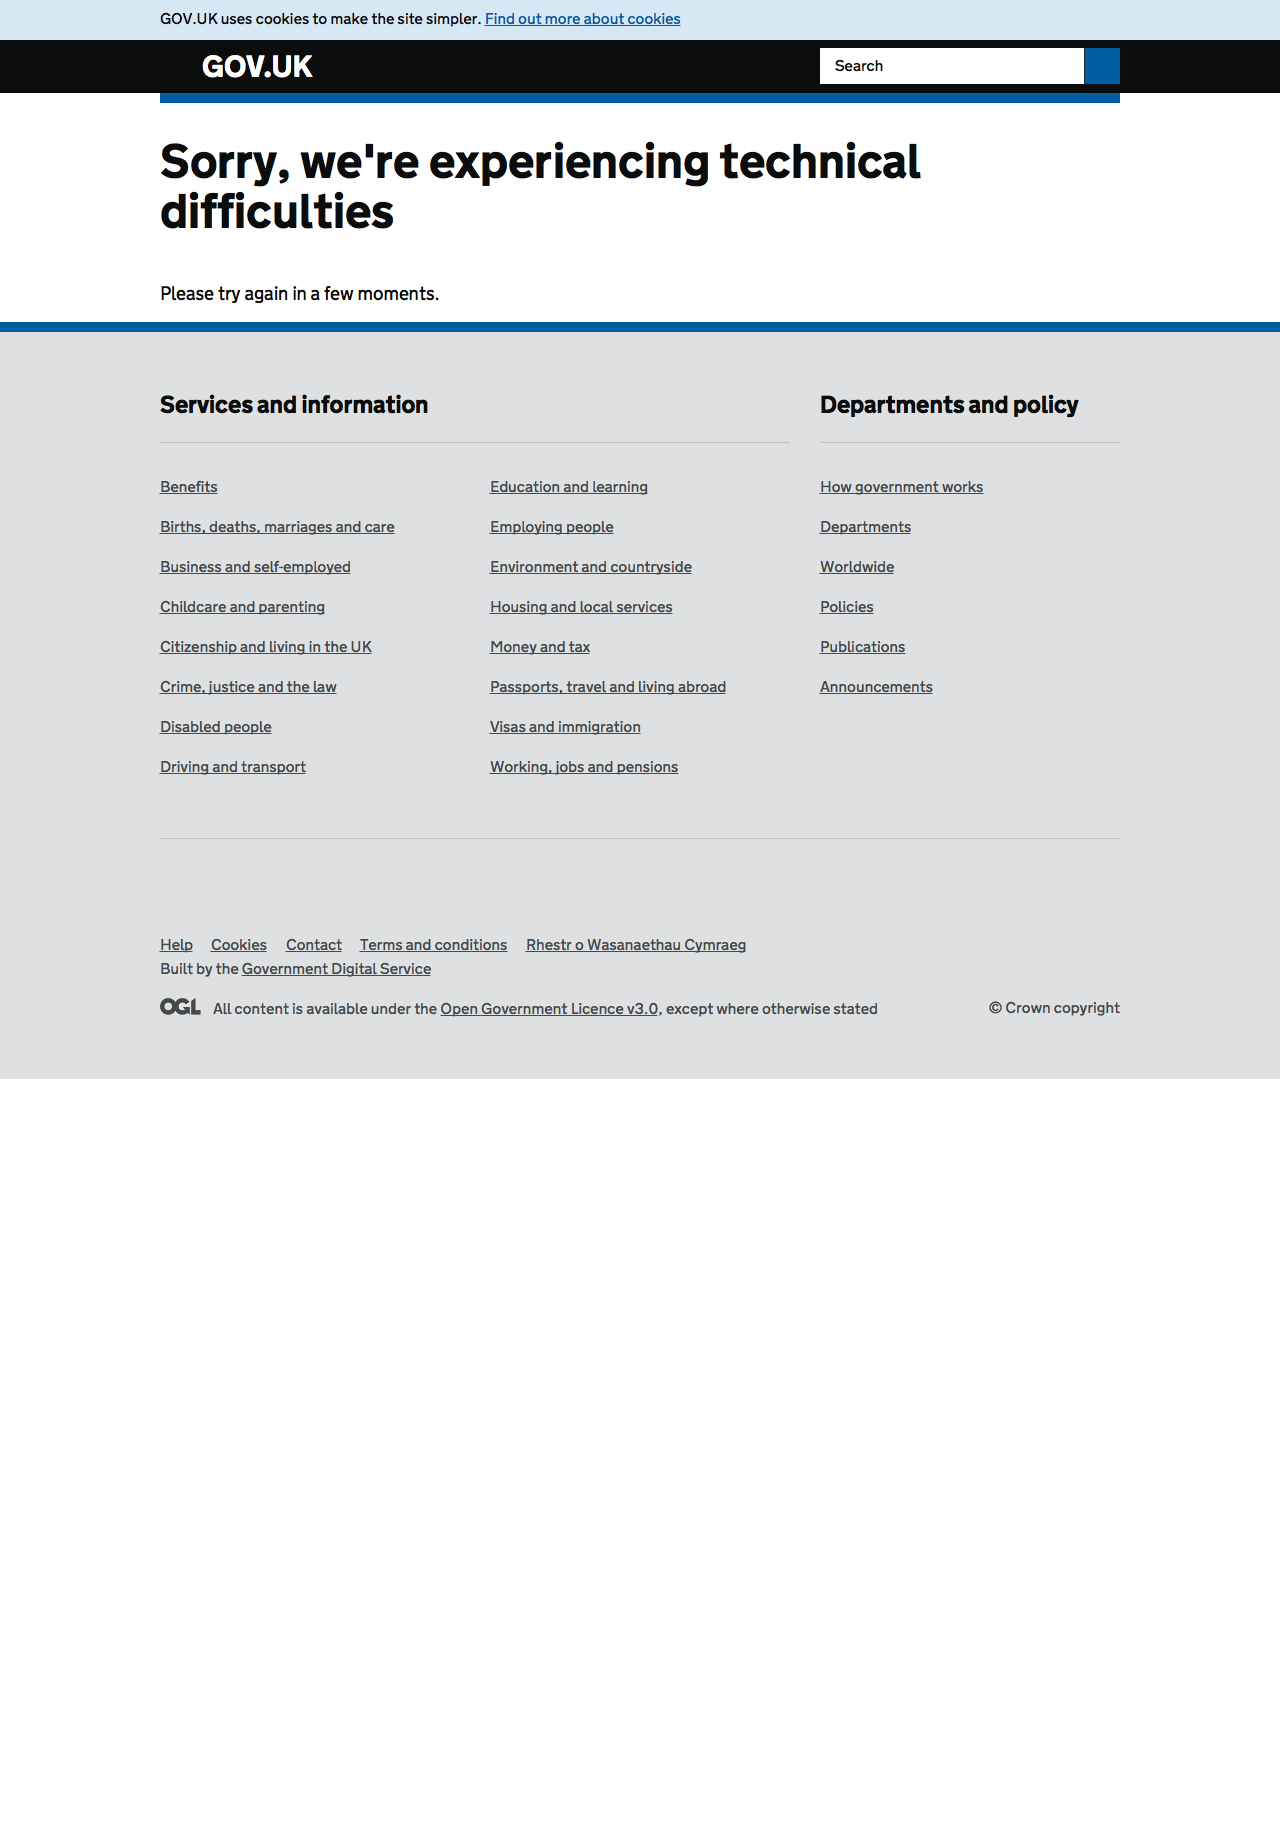 GOV.UK uses cookies to make the site simpler. Find out more about cookies
GOV.UK
Search
Sorry, we're experiencing technical
difficulties
Please try again in a few moments.
Services and information
Departments and policy
Benefits
Births, deaths, marriages and care
Business and self-employed
Childcare and parenting
Citizenship and living in the UK
Crime, justice and the law
Disabled people
Driving and transport
Education and learning
Employing people
Environment and countryside
Housing and local services
Money and tax
Passports, travel and living abroad
Visas and immigration
Working, jobs and pensions
How government works
Departments
Worldwide
Policies
Publications
Announcements
Help Cookies Contact Terms and conditions Rhestr o Wasanaethau Cymraeg
Built by the Government Digital Service
OGL All content is available under the Open Government Licence v3.0, except where otherwise stated
© Crown copyright